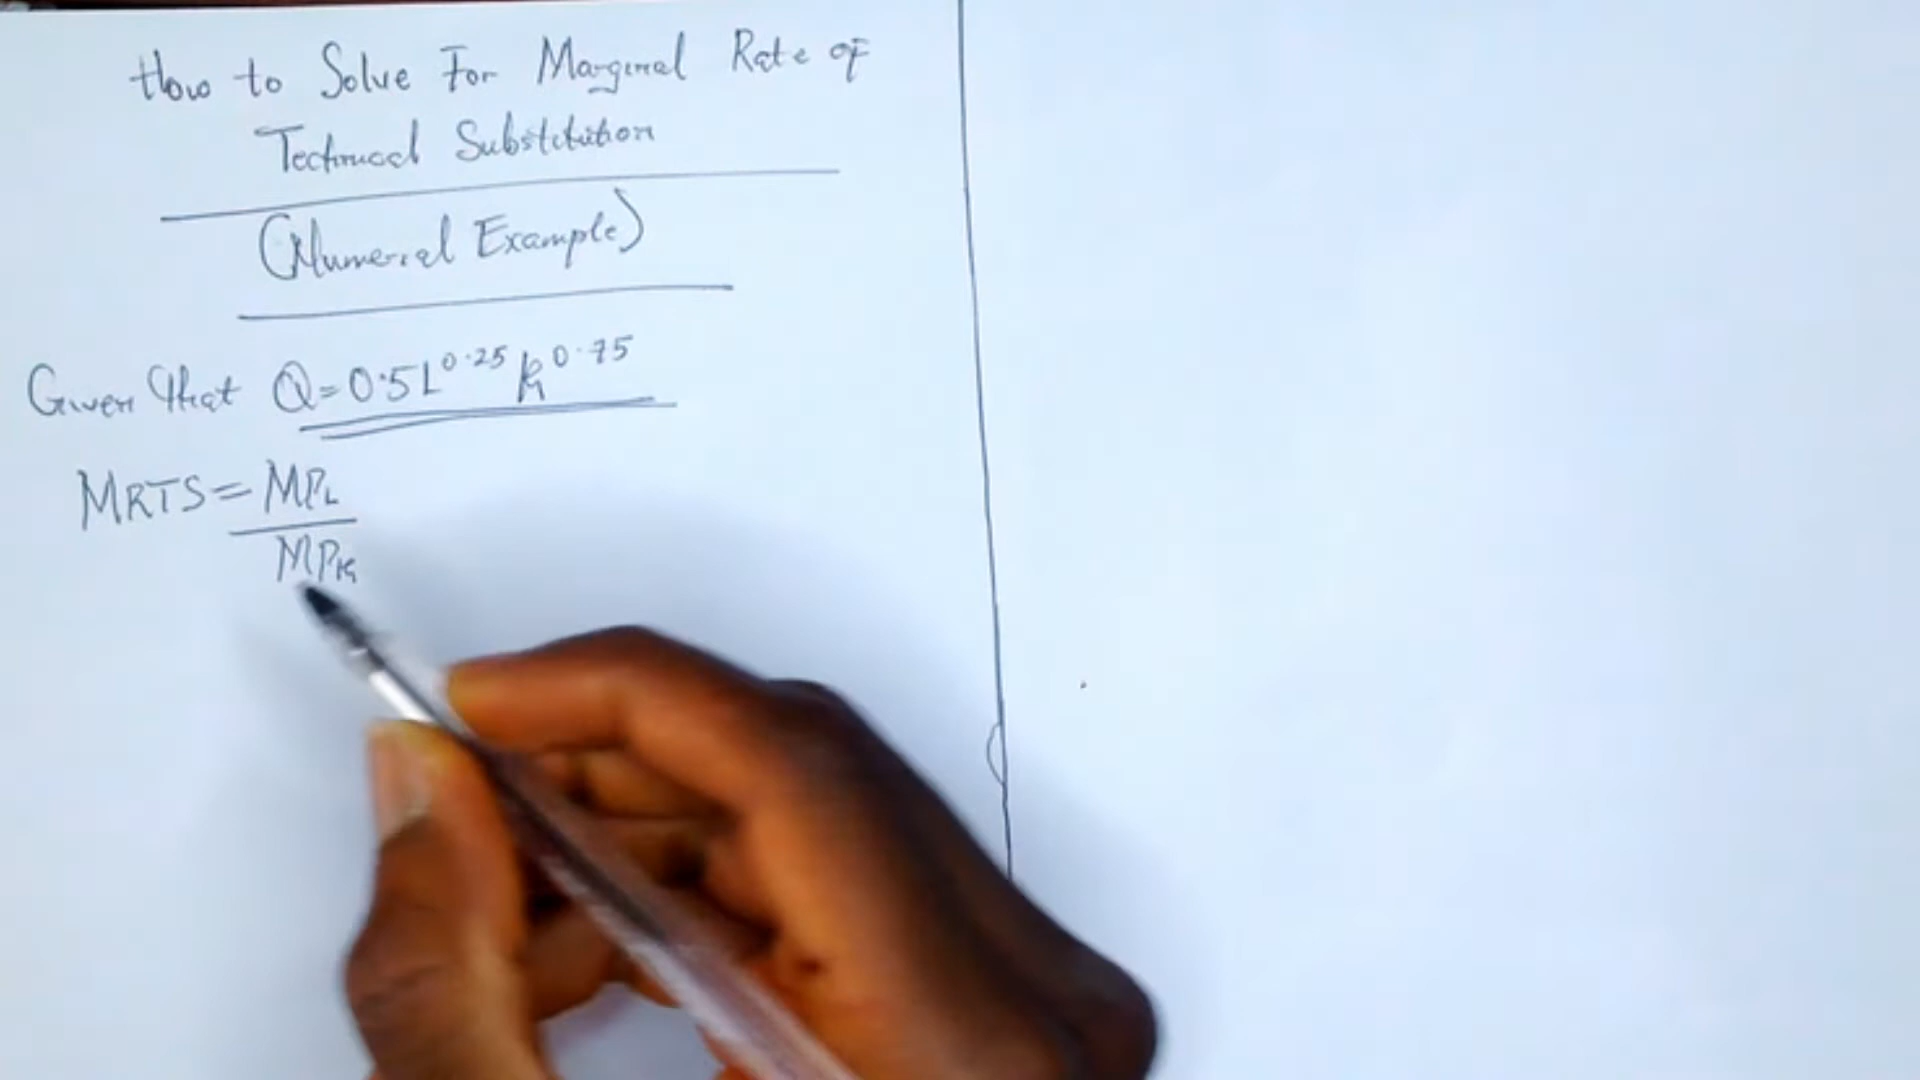 How to Solve For Marginal Rate of
Technical Substitution
(Numerical Example)
Given that Q=0.5L^0.25 K^0.75
MRTS = MPL
MPK